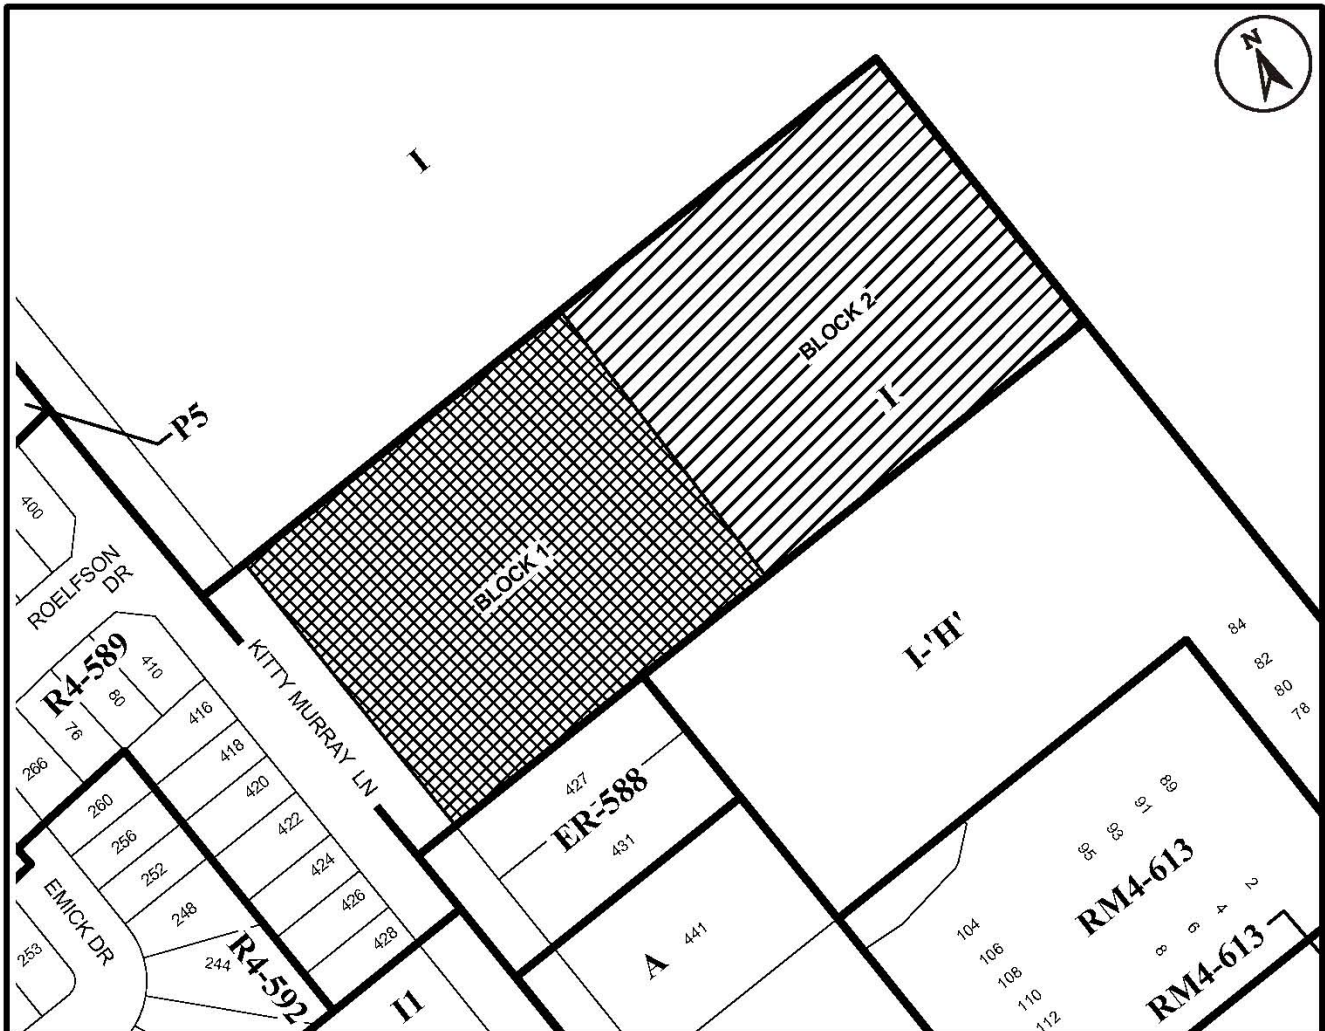 N
I
BLOCK 2
I
P5
400
ROELFSON
DR
BLOCK 1
R4-589
410
80
76
266
KITTY MURRAY LN
416
418
420
422
424
426
428
260
256
252
248
244
253
EMICK DR
R4-592
I1
427
ER-588
431
441
A
I-'H'
84
82
80
78
89
91
93
95
RM4-613
2
4
6
8
RM4-613
104
106
108
110
112